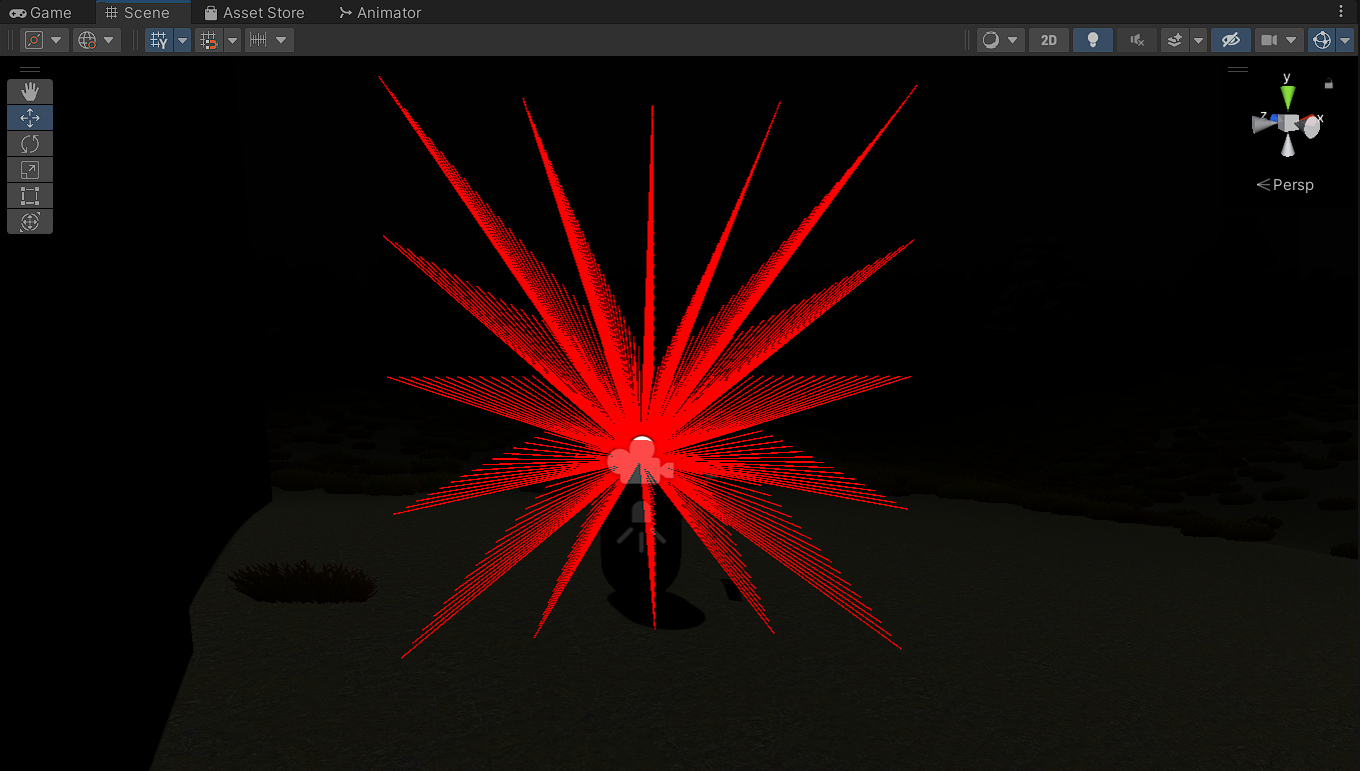 Game
Scene
Asset Store
Animator
Y
2D
y
z
x
Persp